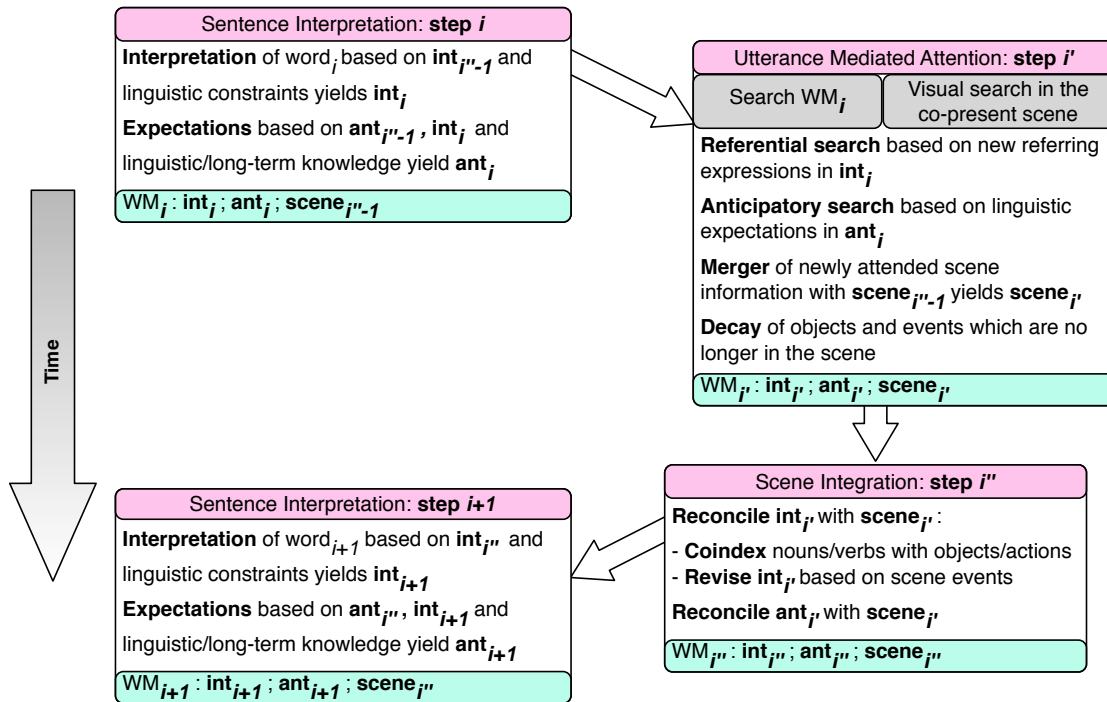 Sentence Interpretation: step i
Interpretation of word_i based on int_i''-1 and
linguistic constraints yields int_i
Expectations based on ant_i''-1 , int_i and
linguistic/long-term knowledge yield ant_i
WM_i : int_i ; ant_i ; scene_i''-1
Utterance Mediated Attention: step i'
Search WM_i
Visual search in the
co-present scene
Referential search based on new referring
expressions in int_i
Anticipatory search based on linguistic
expectations in ant_i
Merger of newly attended scene
information with scene_i''-1 yields scene_i'
Decay of objects and events which are no
longer in the scene
WM_i' : int_i' ; ant_i' ; scene_i'
Time
Scene Integration: step i''
Reconcile int_i' with scene_i' :
- Coindex nouns/verbs with objects/actions
- Revise int_i' based on scene events
Reconcile ant_i' with scene_i'
WM_i'' : int_i'' ; ant_i'' ; scene_i''
Sentence Interpretation: step i+1
Interpretation of word_i+1 based on int_i'' and
linguistic constraints yields int_i+1
Expectations based on ant_i'' , int_i+1 and
linguistic/long-term knowledge yield ant_i+1
WM_i+1 : int_i+1 ; ant_i+1 ; scene_i''